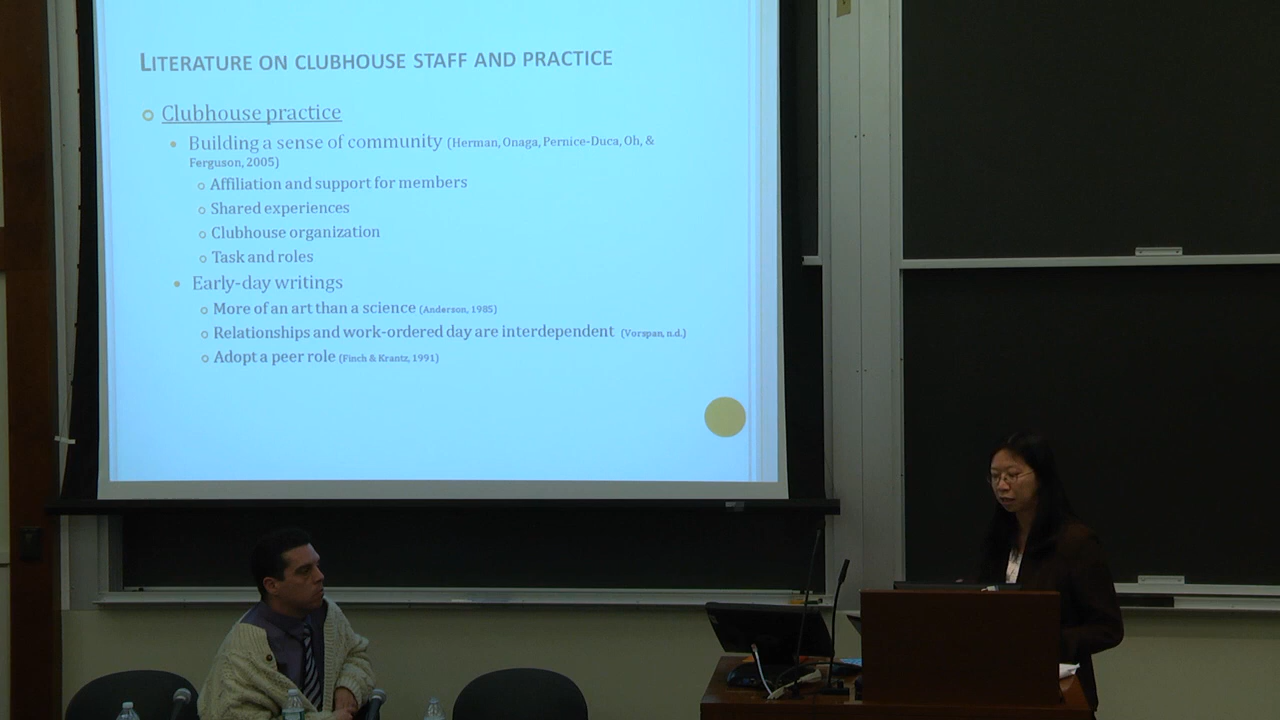 LITERATURE ON CLUBHOUSE STAFF AND PRACTICE
Clubhouse practice
Building a sense of community (Herman, Onaga, Pernice-Duca, Oh, &
Ferguson, 2005)
Affiliation and support for members
Shared experiences
Clubhouse organization
Task and roles
Early-day writings
More of an art than a science (Anderson, 1985)
Relationships and work-ordered day are interdependent (Vorspan, n.d.)
Adopt a peer role (Finch & Krantz, 1991)